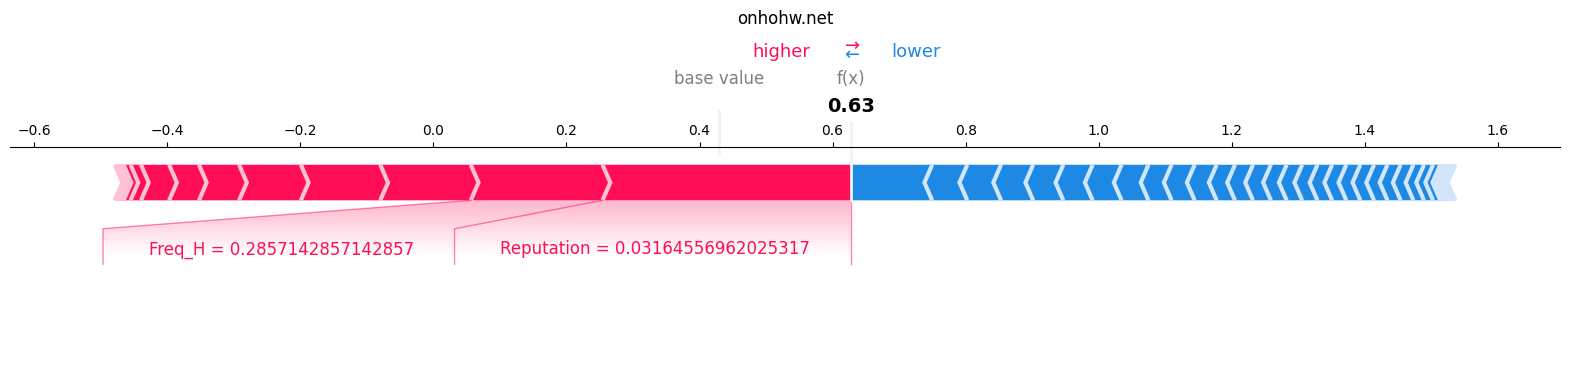 onhohw.net
higher ⇄ lower
base value f(x)
0.63
−0.6 −0.4 −0.2 0.0 0.2 0.4 0.6 0.8 1.0 1.2 1.4 1.6
Freq_H = 0.2857142857142857 Reputation = 0.03164556962025317